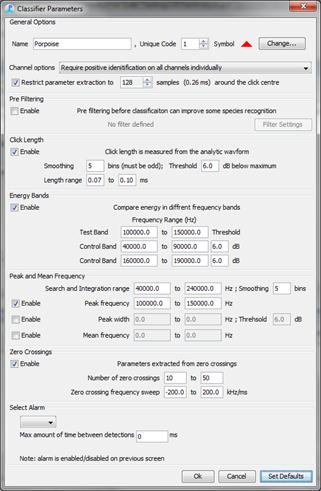 Classifier Parameters
General Options
Name Porpoise , Unique Code 1 Symbol Change...
Channel options Require positive idenitification on all channels individually
Restrict parameter extraction to 128 samples (0.26 ms) around the click centre
Pre Filtering
Enable Pre filtering before classificaiton can improve some species recognition
No filter defined Filter Settings
Click Length
Enable Click length is measured from the analytic wavform
Smoothing 5 bins (must be odd); Threshold 6.0 dB below maximum
Length range 0.07 to 0.10 ms
Energy Bands
Enable Compare energy in diffrent frequency bands
Frequency Range (Hz)
Test Band 100000.0 to 150000.0 Threshold
Control Band 40000.0 to 90000.0 6.0 dB
Control Band 160000.0 to 190000.0 6.0 dB
Peak and Mean Frequency
Search and Integration range 40000.0 to 240000.0 Hz ; Smoothing 5 bins
Enable Peak frequency 100000.0 to 150000.0 Hz
Enable Peak width 0.0 to 0.0 Hz ; Threhsold 6.0 dB
Enable Mean frequency 0.0 to 0.0 Hz
Zero Crossings
Enable Parameters extracted from zero crossings
Number of zero crossings 10 to 50
Zero crossing frequency sweep -200.0 to 200.0 kHz/ms
Select Alarm
Max amount of time between detections 0 ms
Note: alarm is enabled/disabled on previous screen
Ok Cancel Set Defaults